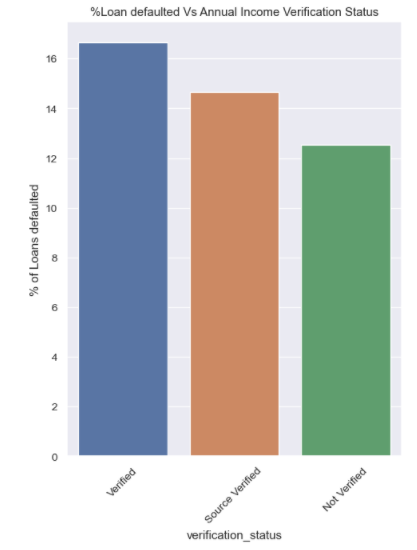 %Loan defaulted Vs Annual Income Verification Status
16
14
12
10
8
6
4
2
0
% of Loans defaulted
Verified
Source Verified
Not Verified
verification_status